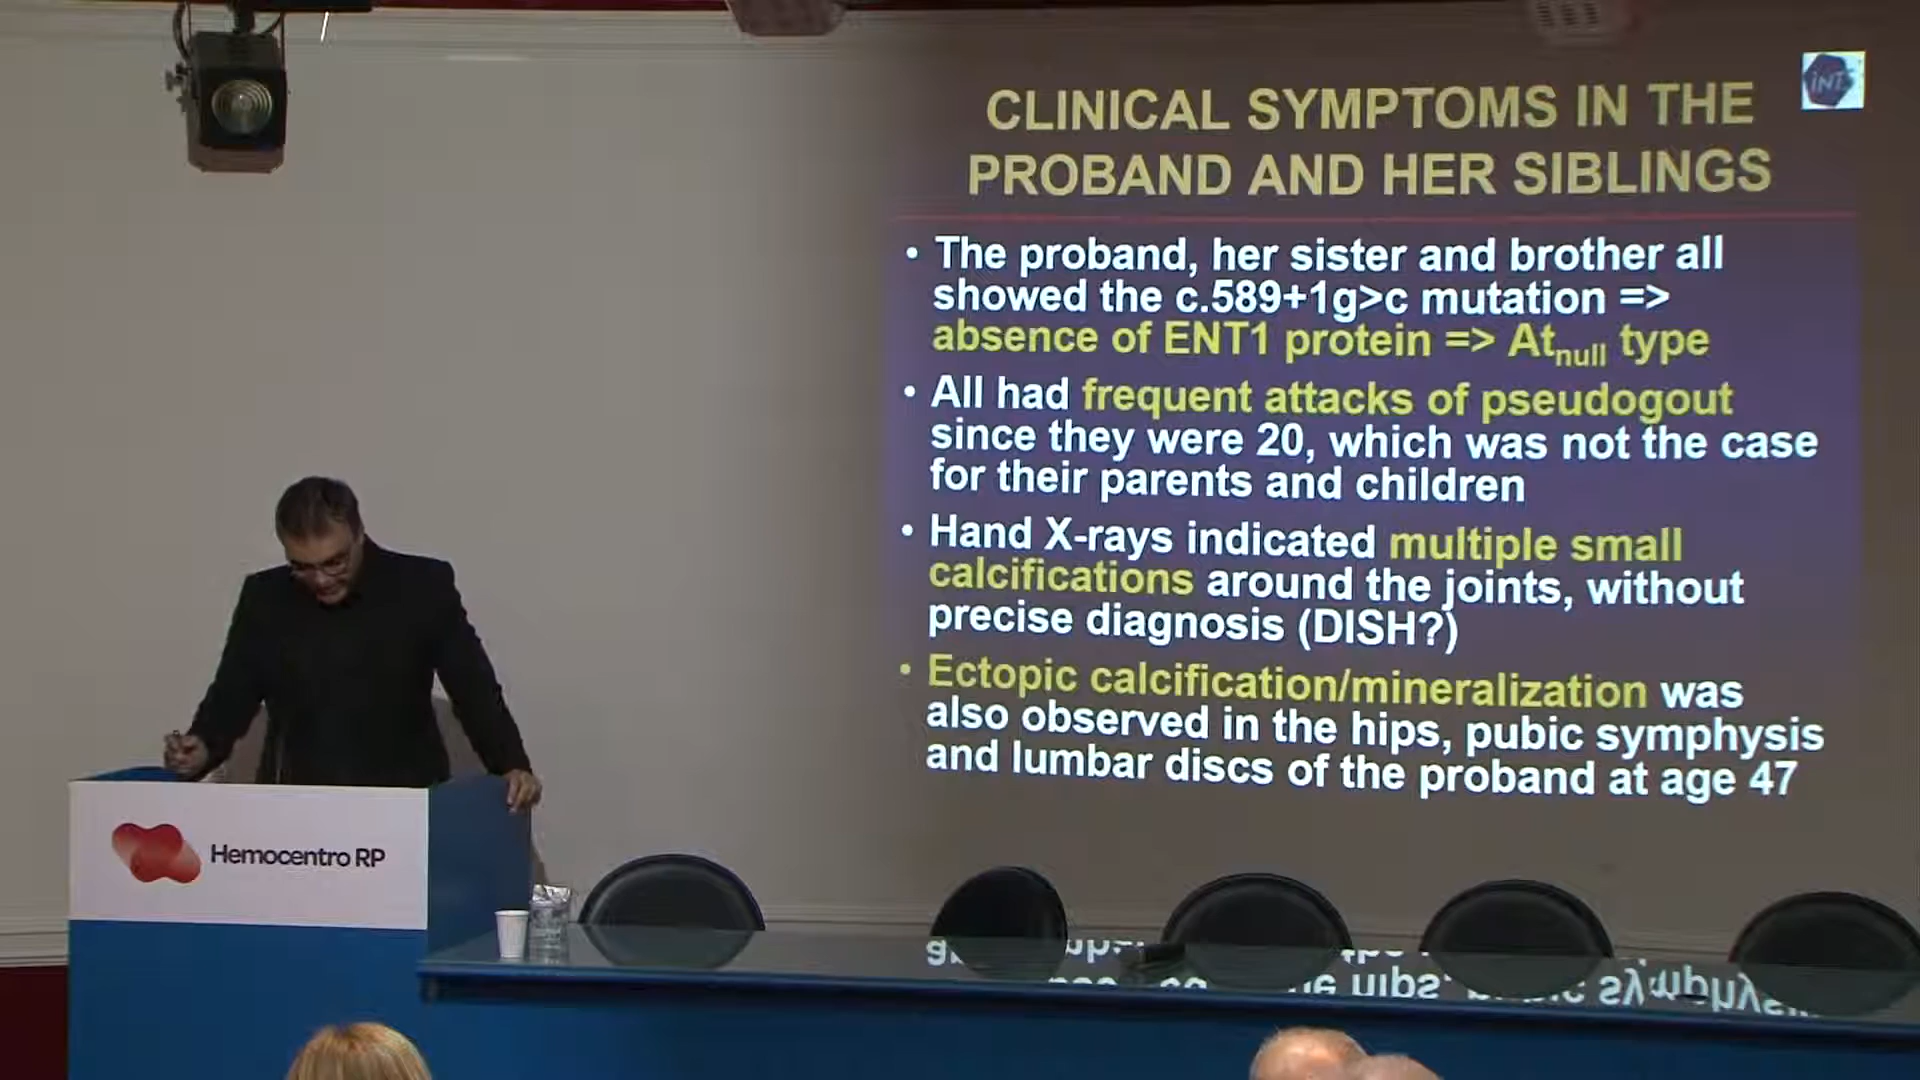 iNTS
CLINICAL SYMPTOMS IN THE
PROBAND AND HER SIBLINGS
• The proband, her sister and brother all
showed the c.589+1g>c mutation =>
absence of ENT1 protein => Atnull type
• All had frequent attacks of pseudogout
since they were 20, which was not the case
for their parents and children
• Hand X-rays indicated multiple small
calcifications around the joints, without
precise diagnosis (DISH?)
• Ectopic calcification/mineralization was
also observed in the hips, pubic symphysis
and lumbar discs of the proband at age 47
Hemocentro RP